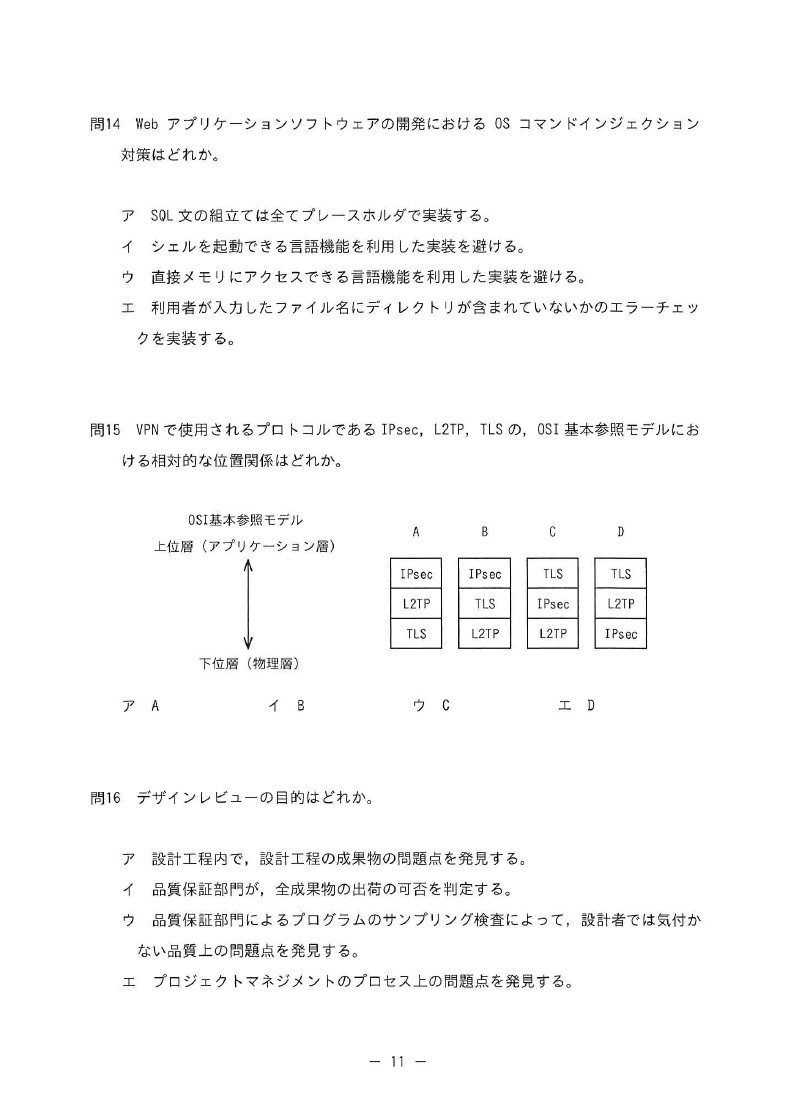 問14 Web アプリケーションソフトウェアの開発における OS コマンドインジェクション
対策はどれか。
ア SQL 文の組立ては全てプレースホルダで実装する。
イ シェルを起動できる言語機能を利用した実装を避ける。
ウ 直接メモリにアクセスできる言語機能を利用した実装を避ける。
エ 利用者が入力したファイル名にディレクトリが含まれていないかのエラーチェッ
クを実装する。
問15 VPN で使用されるプロトコルである IPsec，L2TP，TLS の，OSI 基本参照モデルにお
ける相対的な位置関係はどれか。
OSI基本参照モデル
上位層（アプリケーション層）
下位層（物理層）
A B C D
IPsec IPsec TLS TLS
L2TP TLS IPsec L2TP
TLS L2TP L2TP IPsec
ア A イ B ウ C エ D
問16 デザインレビューの目的はどれか。
ア 設計工程内で，設計工程の成果物の問題点を発見する。
イ 品質保証部門が，全成果物の出荷の可否を判定する。
ウ 品質保証部門によるプログラムのサンプリング検査によって，設計者では気付か
ない品質上の問題点を発見する。
エ プロジェクトマネジメントのプロセス上の問題点を発見する。
－ 11 －